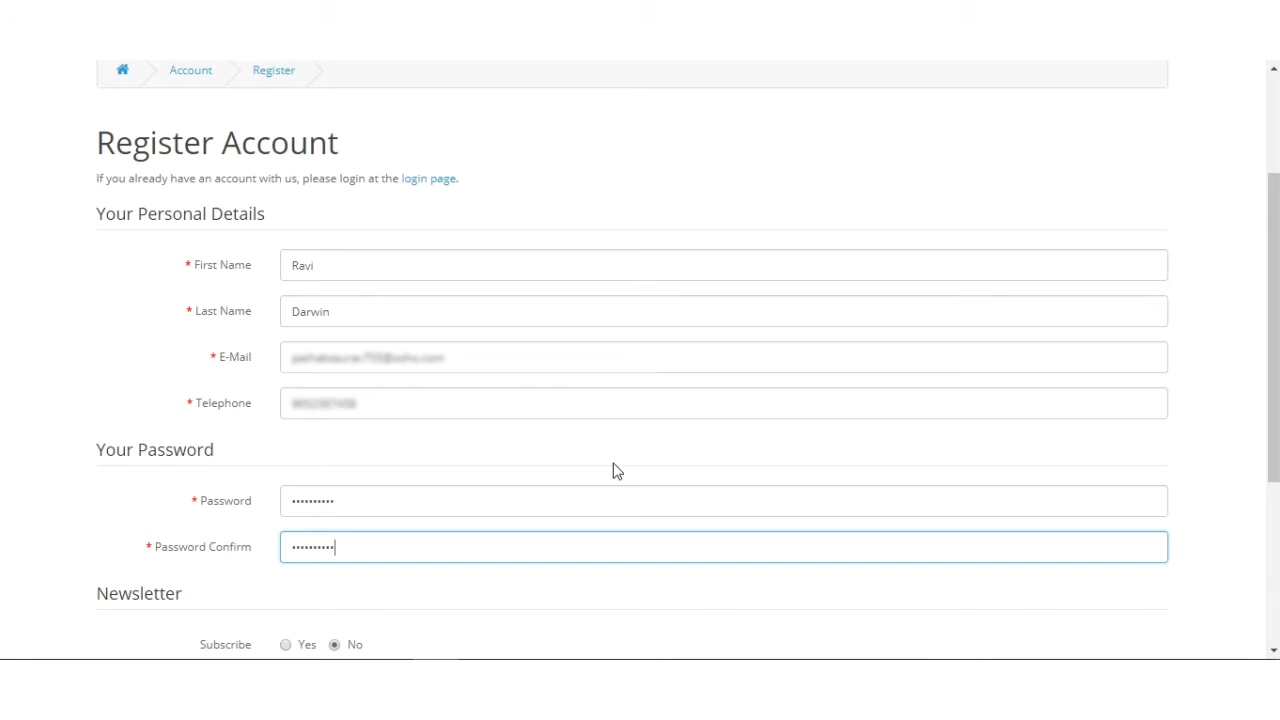 Account Register
Register Account
If you already have an account with us, please login at the login page.
Your Personal Details
* First Name Ravi
* Last Name Darwin
* E-Mail
* Telephone
Your Password
* Password ••••••••••
* Password Confirm ••••••••••
Newsletter
Subscribe Yes No